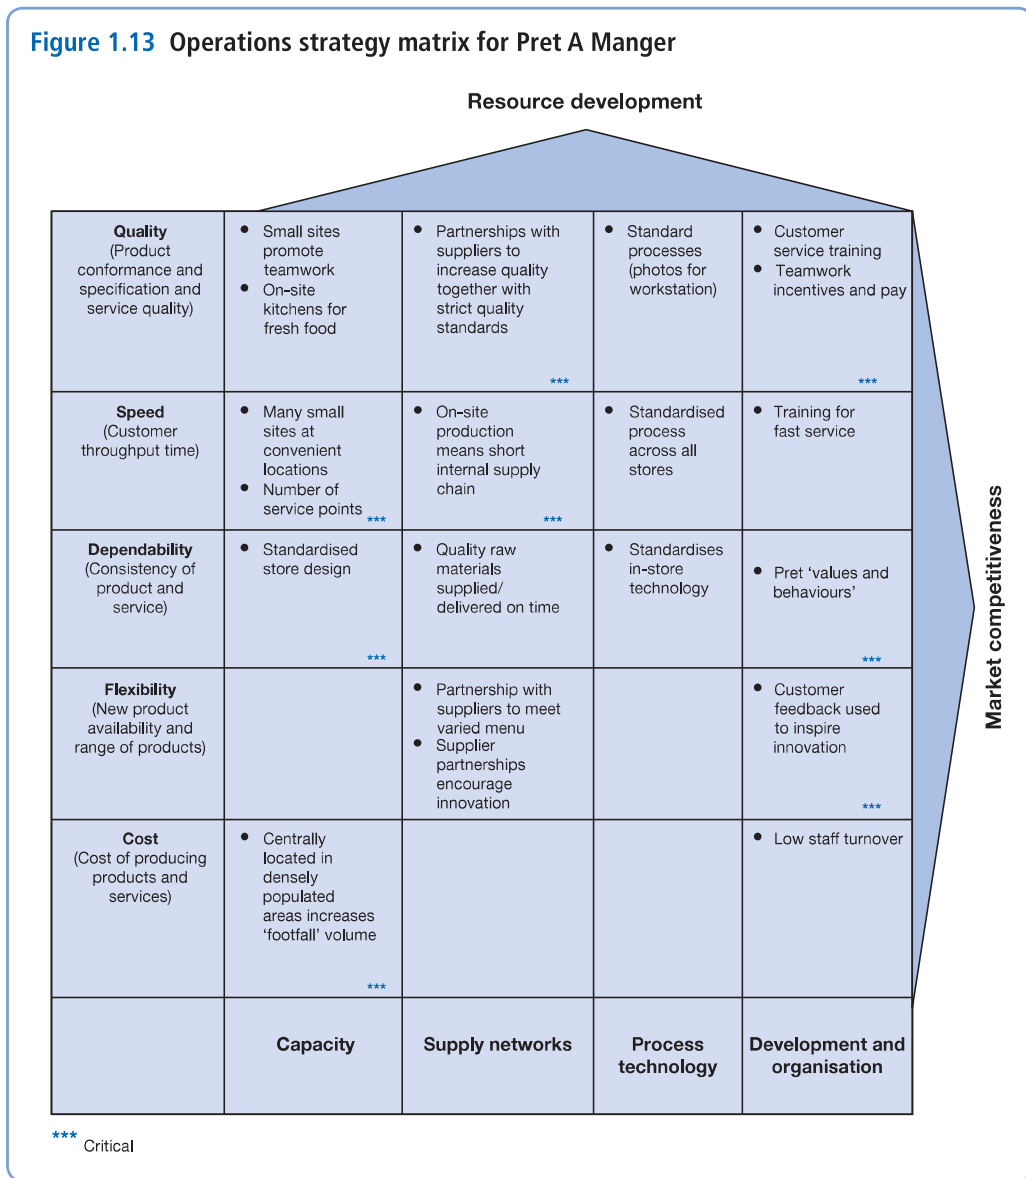 Figure 1.13 Operations strategy matrix for Pret A Manger
Resource development
Quality
(Product
conformance and
specification and
service quality)
• Small sites
promote
teamwork
• On-site
kitchens for
fresh food
• Partnerships with
suppliers to
increase quality
together with
strict quality
standards
***
• Standard
processes
(photos for
workstation)
• Customer
service training
• Teamwork
incentives and pay
***
Speed
(Customer
throughput time)
• Many small
sites at
convenient
locations
• Number of
service points
***
• On-site
production
means short
internal supply
chain
***
• Standardised
process
across all
stores
• Training for
fast service
Dependability
(Consistency of
product and
service)
• Standardised
store design
***
• Quality raw
materials
supplied/
delivered on time
• Standardises
in-store
technology
• Pret ‘values and
behaviours’
***
Flexibility
(New product
availability and
range of products)
• Partnership with
suppliers to meet
varied menu
• Supplier
partnerships
encourage
innovation
• Customer
feedback used
to inspire
innovation
***
Cost
(Cost of producing
products and
services)
• Centrally
located in
densely
populated
areas increases
‘footfall’ volume
***
• Low staff turnover
Capacity
Supply networks
Process
technology
Development and
organisation
Market competitiveness
*** Critical